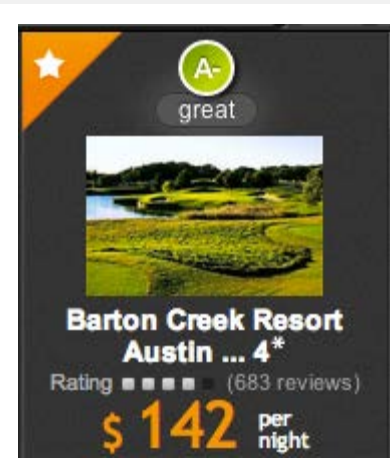 A-
great
Barton Creek Resort
Austin ... 4*
Rating (683 reviews)
$ 142 per
night